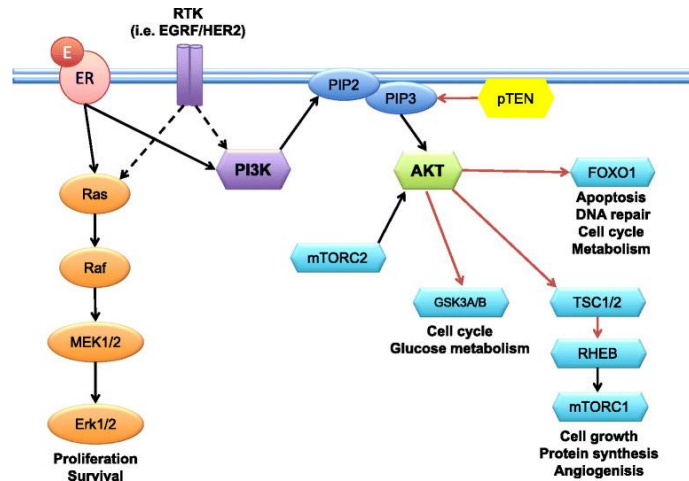 RTK
(i.e. EGRF/HER2)
E
ER
PIP2
PIP3
pTEN
PI3K
AKT
FOXO1
Apoptosis
DNA repair
Cell cycle
Metabolism
Ras
Raf
MEK1/2
Erk1/2
Proliferation
Survival
mTORC2
GSK3A/B
Cell cycle
Glucose metabolism
TSC1/2
RHEB
mTORC1
Cell growth
Protein synthesis
Angiogenisis